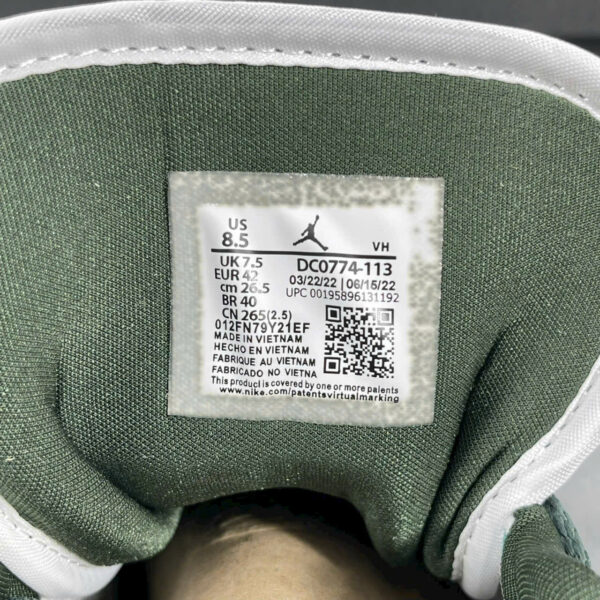 US
8.5
VH
UK 7.5
EUR 42
cm 26.5
BR 40
CN 265(2.5)
DC0774-113
03/22/22 | 06/15/22
UPC 00195896131192
012FN79Y21EF
MADE IN VIETNAM
HECHO EN VIETNAM
FABRIQUE AU VIETNAM
FABRICADO NO VIETNAM
This product is covered by one or more patents
www.nike.com/patentsvirtualmarking